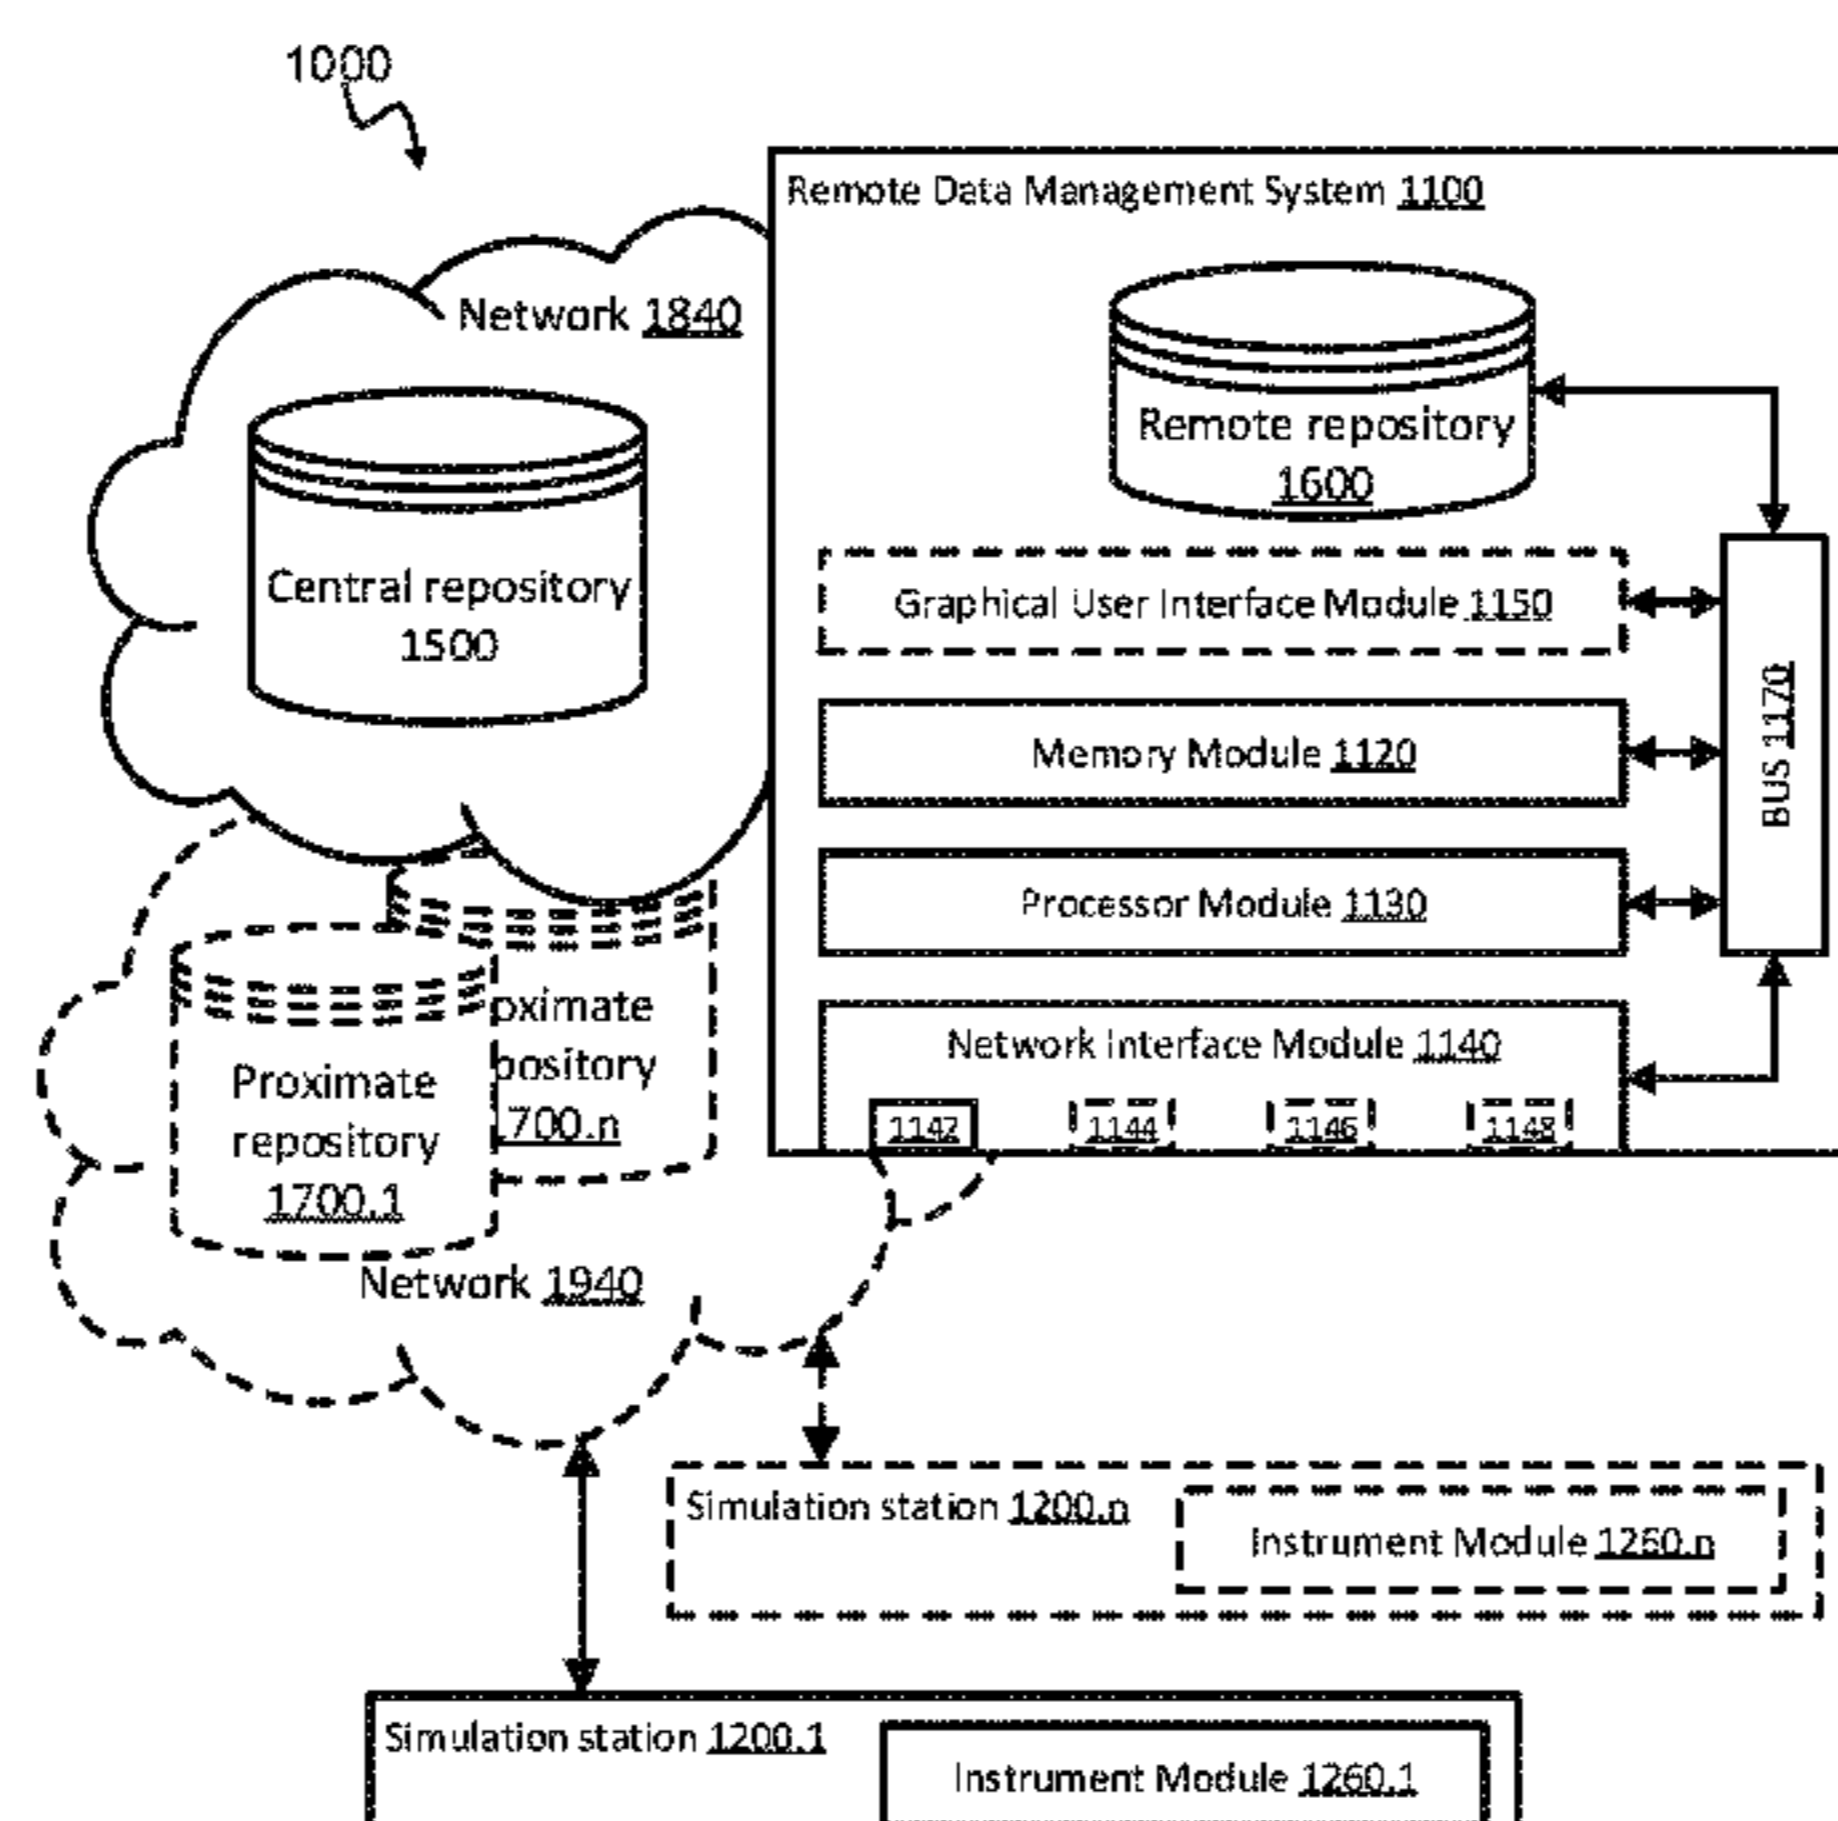 1000
Remote Data Management System 1100
Network 1840
Remote repository
1600
Central repository
1500
Graphical User Interface Module 1150
Memory Module 1120
BUS 1170
Processor Module 1130
Network Interface Module 1140
1142 1144 1146 1148
oximate
pository
700.n
Proximate
repository
1700.1
Network 1940
Simulation station 1200.n
Instrument Module 1260.n
Simulation station 1200.1
Instrument Module 1260.1